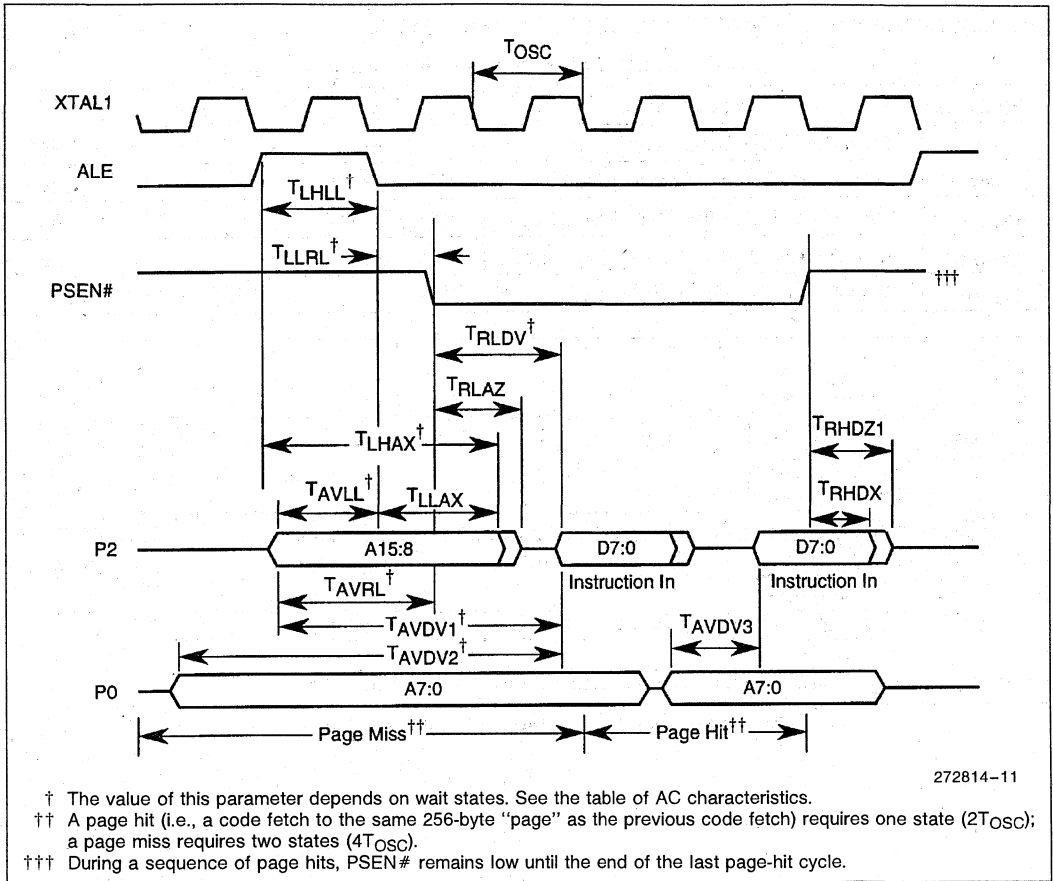 TOSC
XTAL1
ALE
TLHLL†
TLLRL†
PSEN#
†††
TRLDV†
TRLAZ
TLHAX†
TRHDZ1
TAVLL†
TLLAX
TRHDX
P2
A15:8
D7:0
D7:0
Instruction In
Instruction In
TAVRL†
TAVDV1†
TAVDV3
TAVDV2†
P0
A7:0
A7:0
Page Miss††
Page Hit††
272814–11
† The value of this parameter depends on wait states. See the table of AC characteristics.
†† A page hit (i.e., a code fetch to the same 256-byte "page" as the previous code fetch) requires one state (2TOSC);
a page miss requires two states (4TOSC).
††† During a sequence of page hits, PSEN# remains low until the end of the last page-hit cycle.